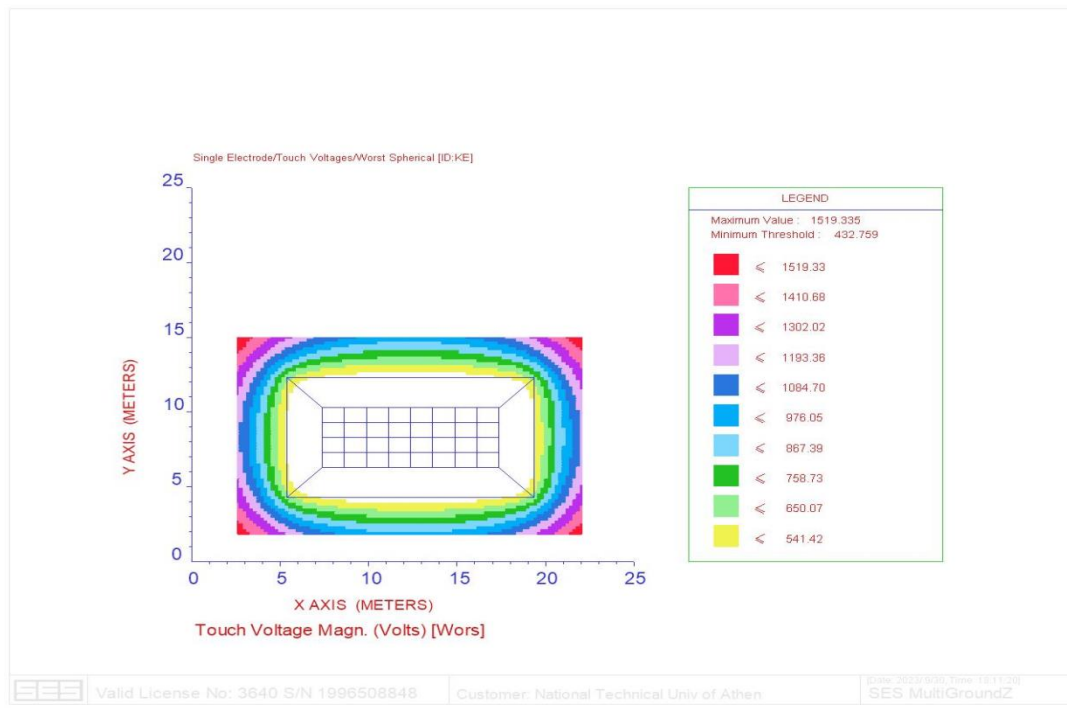 Single Electrode/Touch Voltages/Worst Spherical [ID:KE]
25
20
15
10
5
0
Y AXIS (METERS)
0 5 10 15 20 25
X AXIS (METERS)
Touch Voltage Magn. (Volts) [Wors]
LEGEND
Maximum Value : 1519.335
Minimum Threshold : 432.759
⩽ 1519.33
⩽ 1410.68
⩽ 1302.02
⩽ 1193.36
⩽ 1084.70
⩽ 976.05
⩽ 867.39
⩽ 758.73
⩽ 650.07
⩽ 541.42
SES
Valid License No: 3640 S/N 1996508848
Customer: National Technical Univ of Athen
SES MultiGroundZ